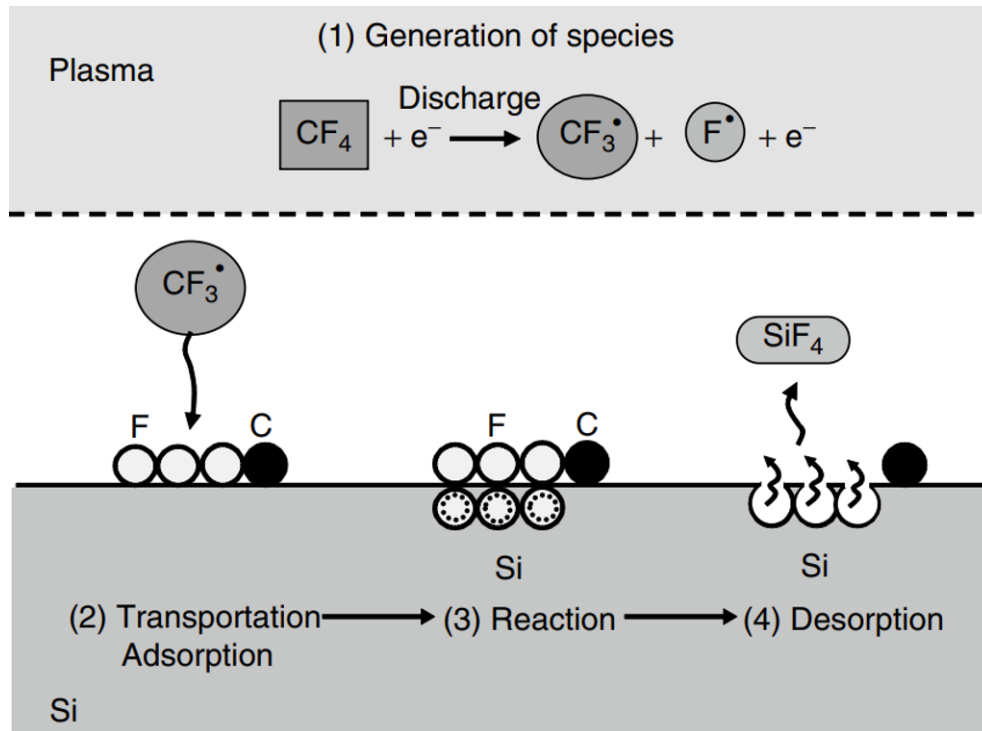 (1) Generation of species
Plasma
Discharge
CF₄ + e⁻ CF₃• + F• + e⁻
CF₃•
SiF₄
F C F C
Si Si
(2) Transportation (3) Reaction (4) Desorption
Adsorption
Si